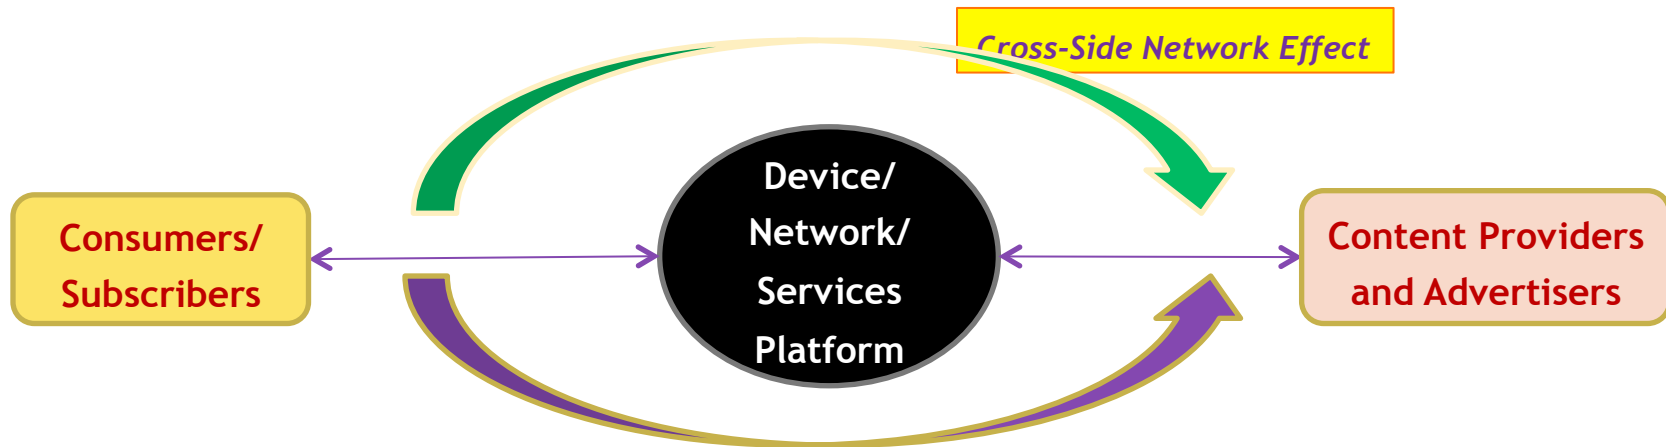 Cross-Side Network Effect
Device/
Network/
Services
Platform
Consumers/
Subscribers
Content Providers
and Advertisers